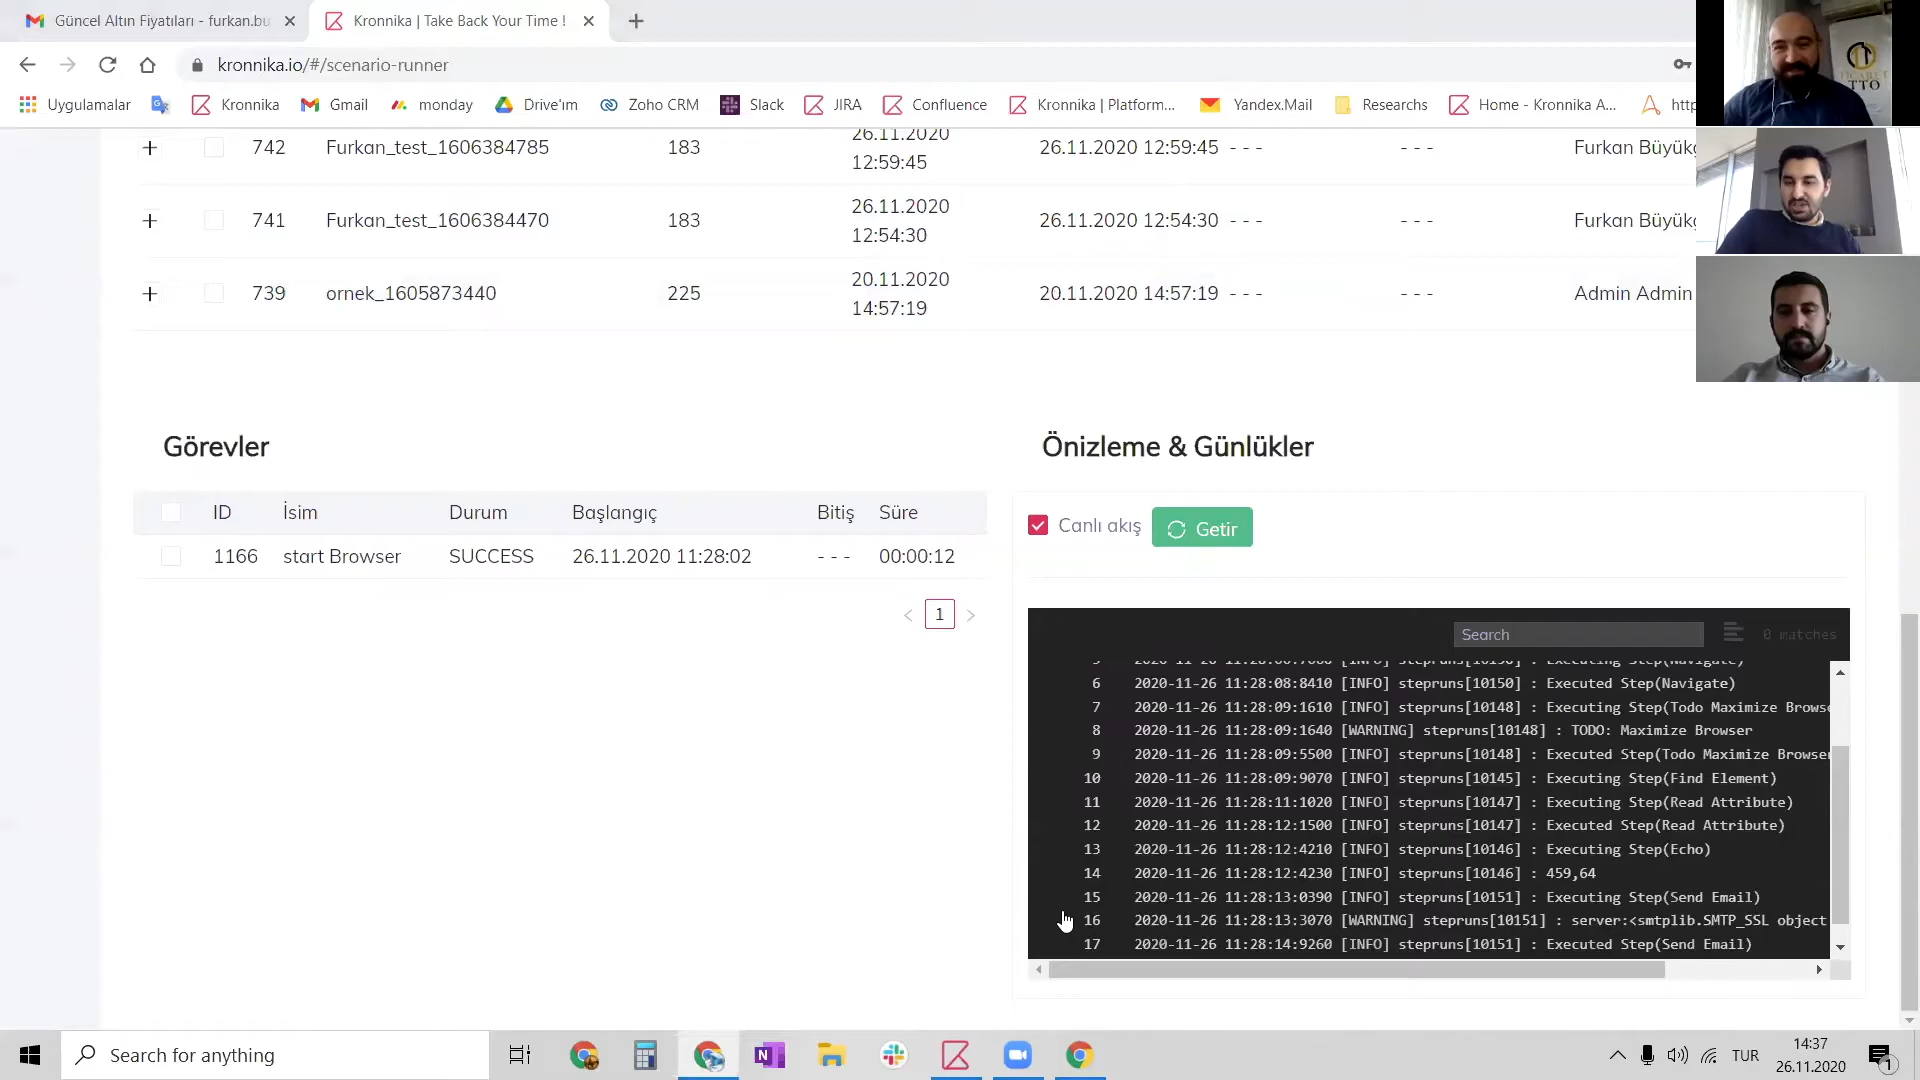 Güncel Altın Fiyatıları - furkan.bu
Kronnika | Take Back Your Time !
kronnika.io/#/scenario-runner
Uygulamalar
Kronnika
Gmail
monday
Drive'ım
Zoho CRM
Slack
JIRA
Confluence
Kronnika | Platform...
Yandex.Mail
Researchs
Home - Kronnika A...
TICARET
TTO
742 Furkan_test_1606384785 183 26.11.2020 12:59:45 26.11.2020 12:59:45 - - - - - - Furkan Büyükç
741 Furkan_test_1606384470 183 26.11.2020 12:54:30 26.11.2020 12:54:30 - - - - - - Furkan Büyükç
739 ornek_1605873440 225 20.11.2020 14:57:19 20.11.2020 14:57:19 - - - - - - Admin Admin
Görevler
ID İsim Durum Başlangıç Bitiş Süre
1166 start Browser SUCCESS 26.11.2020 11:28:02 - - - 00:00:12
< 1 >
Önizleme & Günlükler
Canlı akış Getir
Search 0 matches
6 2020-11-26 11:28:08:8410 [INFO] stepruns[10150] : Executed Step(Navigate)
7 2020-11-26 11:28:09:1610 [INFO] stepruns[10148] : Executing Step(Todo Maximize Browse
8 2020-11-26 11:28:09:1640 [WARNING] stepruns[10148] : TODO: Maximize Browser
9 2020-11-26 11:28:09:5500 [INFO] stepruns[10148] : Executed Step(Todo Maximize Browser
10 2020-11-26 11:28:09:9070 [INFO] stepruns[10145] : Executing Step(Find Element)
11 2020-11-26 11:28:11:1020 [INFO] stepruns[10147] : Executing Step(Read Attribute)
12 2020-11-26 11:28:12:1500 [INFO] stepruns[10147] : Executed Step(Read Attribute)
13 2020-11-26 11:28:12:4210 [INFO] stepruns[10146] : Executing Step(Echo)
14 2020-11-26 11:28:12:4230 [INFO] stepruns[10146] : 459,64
15 2020-11-26 11:28:13:0390 [INFO] stepruns[10151] : Executing Step(Send Email)
16 2020-11-26 11:28:13:3070 [WARNING] stepruns[10151] : server:<smtplib.SMTP_SSL object
17 2020-11-26 11:28:14:9260 [INFO] stepruns[10151] : Executed Step(Send Email)
Search for anything
TUR
14:37
26.11.2020
1